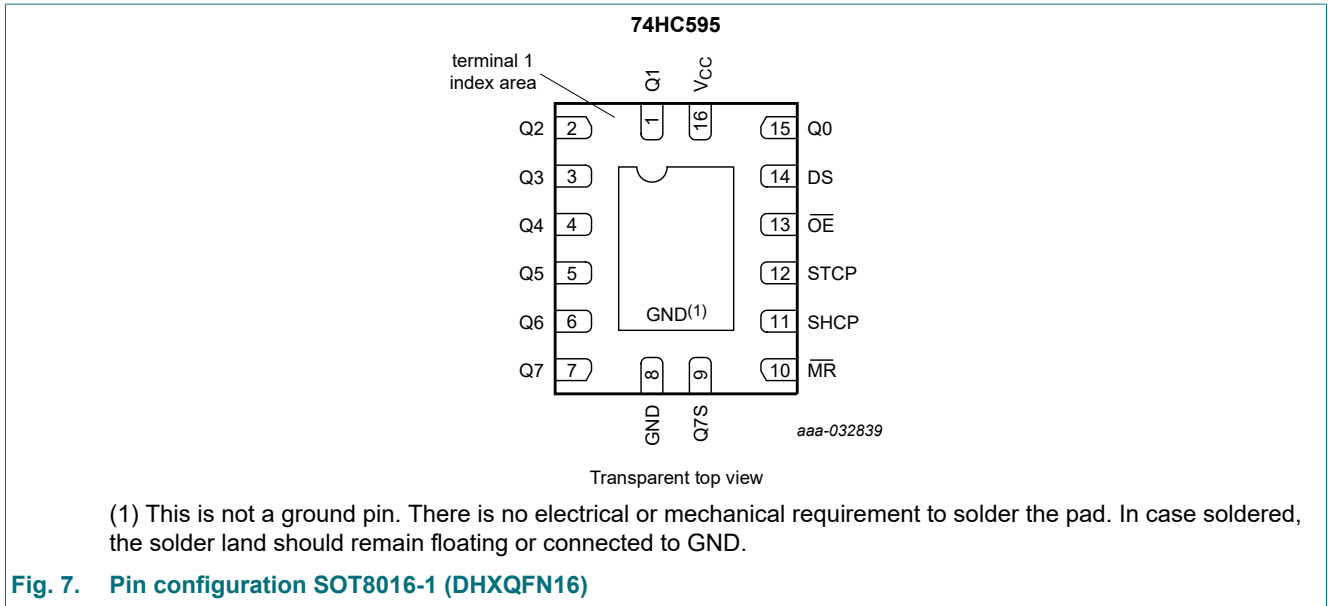 74HC595
terminal 1
index area
Q1
VCC
1
16
Q2 2 15 Q0
Q3 3 14 DS
Q4 4 13 OE
Q5 5 12 STCP
GND(1)
Q6 6 11 SHCP
Q7 7 10 MR
8
9
GND
Q7S
aaa-032839
Transparent top view
(1) This is not a ground pin. There is no electrical or mechanical requirement to solder the pad. In case soldered,
the solder land should remain floating or connected to GND.
Fig. 7. Pin configuration SOT8016-1 (DHXQFN16)